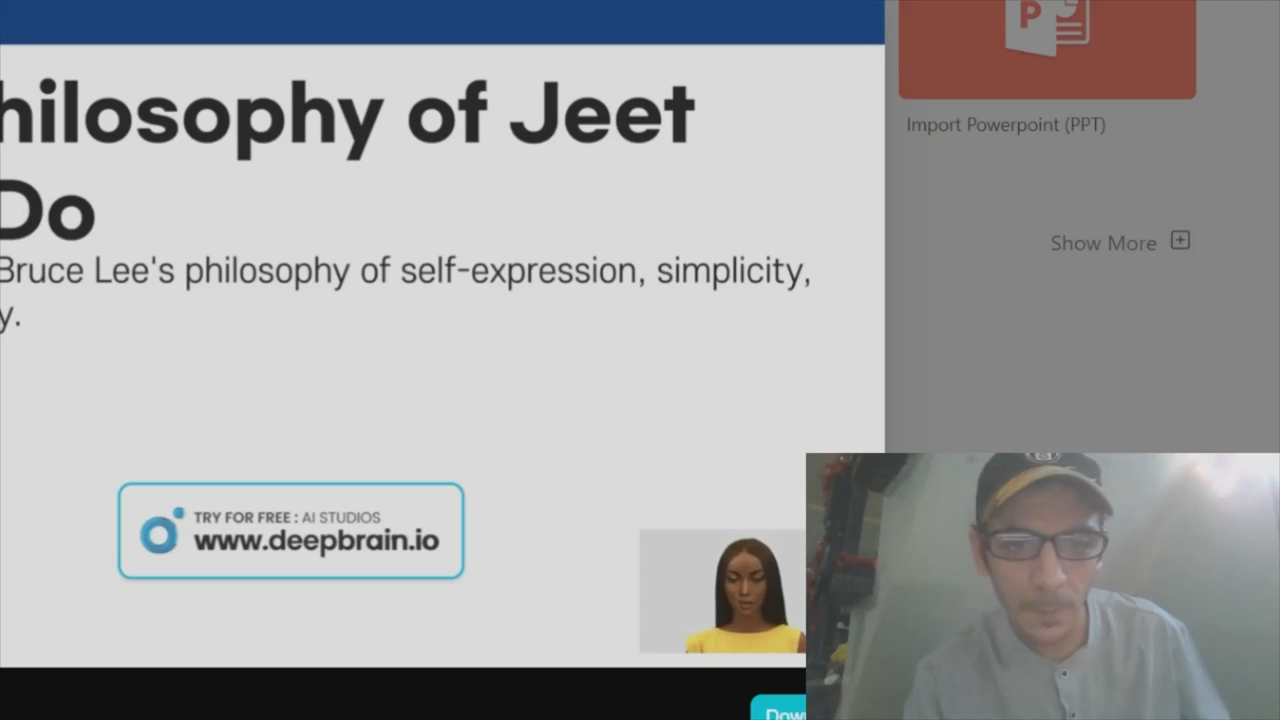 hilosophy of Jeet
Do
Bruce Lee's philosophy of self-expression, simplicity,
y.
TRY FOR FREE : AI STUDIOS
www.deepbrain.io
P
Import Powerpoint (PPT)
Show More
Dow